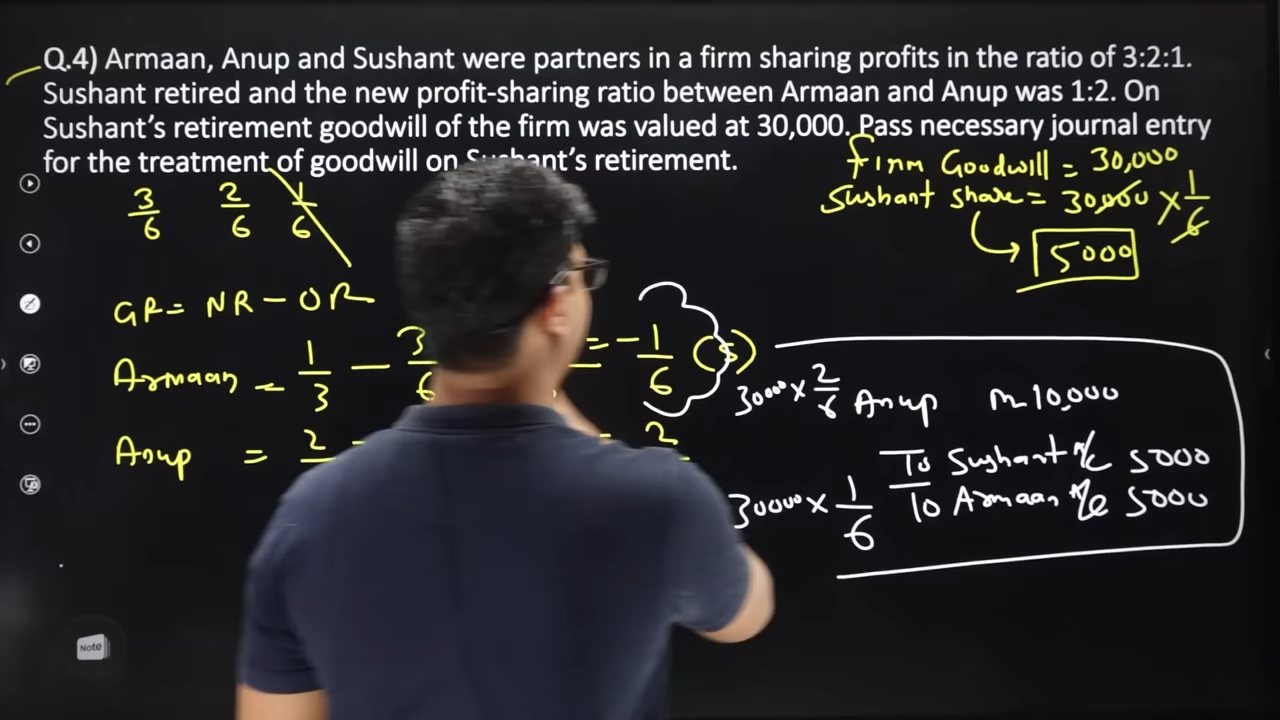 Q.4) Armaan, Anup and Sushant were partners in a firm sharing profits in the ratio of 3:2:1.
Sushant retired and the new profit-sharing ratio between Armaan and Anup was 1:2. On
Sushant's retirement goodwill of the firm was valued at 30,000. Pass necessary journal entry
for the treatment of goodwill on Sushant's retirement.
firm Goodwill = 30,000
Sushant share = 30,000 × 1/6
5000
3/6 2/6 1/6
GR = NR - OR
Armaan = 1/3 - 3/6 = -1/6 (S)
Anup = 2/ = 2/
30000 × 2/6 Anup 10,000
To Sushant A/c 5000
30000 × 1/6 To Armaan A/c 5000
Note